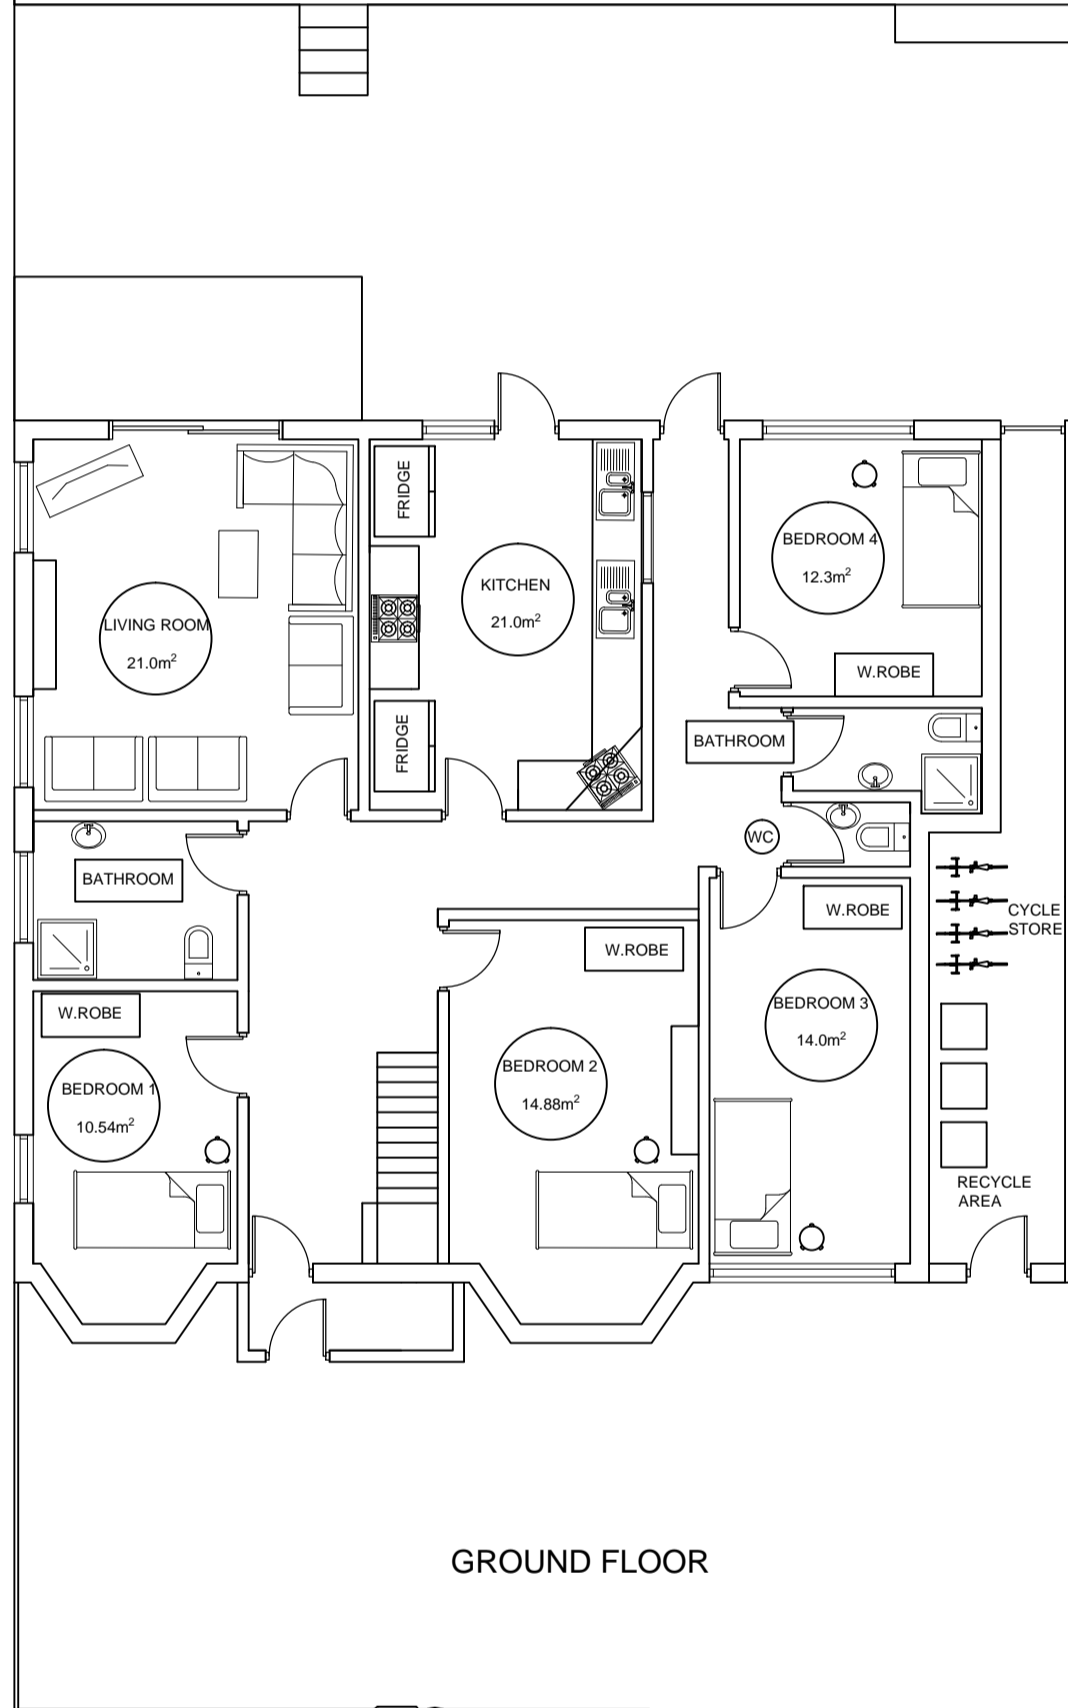 FRIDGE
BEDROOM 4
12.3m²
KITCHEN
21.0m²
LIVING ROOM
21.0m²
W.ROBE
FRIDGE
BATHROOM
WC
BATHROOM
W.ROBE
CYCLE
STORE
W.ROBE
W.ROBE
BEDROOM 3
14.0m²
BEDROOM 2
14.88m²
BEDROOM 1
10.54m²
RECYCLE
AREA
GROUND FLOOR